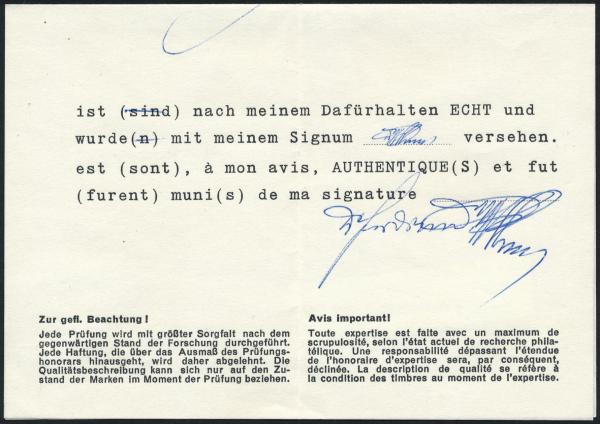 ist (sind) nach meinem Dafürhalten ECHT und
wurde(n) mit meinem Signum versehen.
est (sont), à mon avis, AUTHENTIQUE(S) et fut
(furent) muni(s) de ma signature
Zur gefl. Beachtung !
Jede Prüfung wird mit größter Sorgfalt nach dem
gegenwärtigen Stand der Forschung durchgeführt.
Jede Haftung, die über das Ausmaß des Prüfungs-
honorars hinausgeht, wird daher abgelehnt. Die
Qualitätsbeschreibung kann sich nur auf den Zu-
stand der Marken im Moment der Prüfung beziehen.
Avis important!
Toute expertise est faite avec un maximum de
scrupulosité, selon l'état actuel de recherche phila-
télique. Une responsabilité dépassant l'étendue
de l'honoraire d'expertise sera, par conséquent,
déclinée. La description de qualité se réfère à
la condition des timbres au moment de l'expertise.